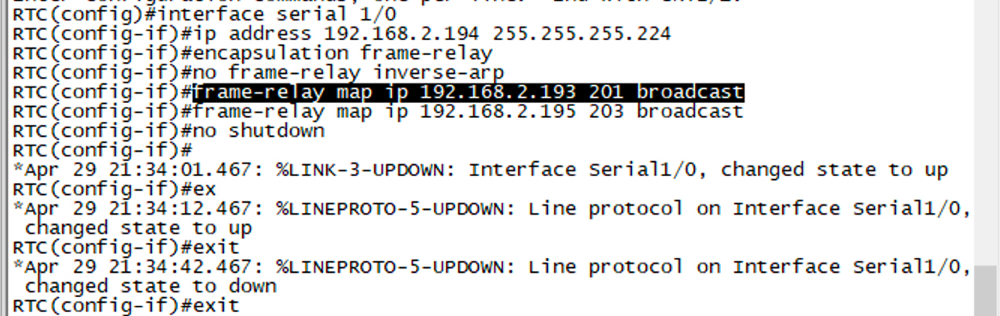 RTC(config)#interface serial 1/0
RTC(config-if)#ip address 192.168.2.194 255.255.255.224
RTC(config-if)#encapsulation frame-relay
RTC(config-if)#no frame-relay inverse-arp
RTC(config-if)#frame-relay map ip 192.168.2.193 201 broadcast
RTC(config-if)#frame-relay map ip 192.168.2.195 203 broadcast
RTC(config-if)#no shutdown
RTC(config-if)#
*Apr 29 21:34:01.467: %LINK-3-UPDOWN: Interface Serial1/0, changed state to up
RTC(config-if)#ex
*Apr 29 21:34:12.467: %LINEPROTO-5-UPDOWN: Line protocol on Interface Serial1/0,
changed state to up
RTC(config-if)#exit
*Apr 29 21:34:42.467: %LINEPROTO-5-UPDOWN: Line protocol on Interface Serial1/0,
changed state to down
RTC(config-if)#exit